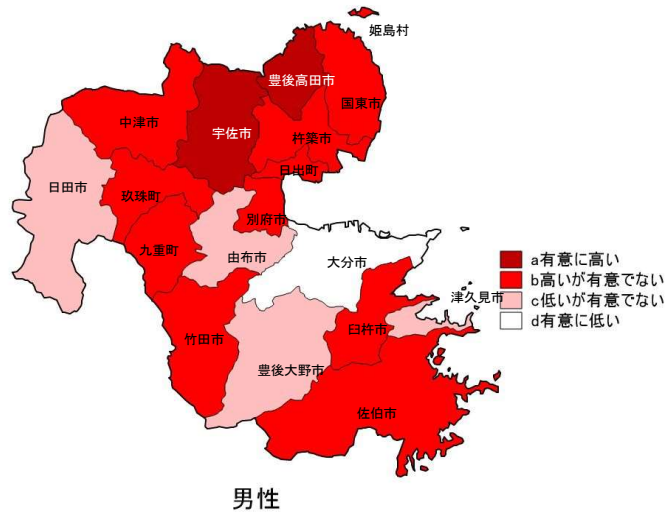 姫島村
豊後高田市
国東市
中津市
宇佐市
杵築市
日出町
日田市
玖珠町
別府市
九重町
由布市
大分市
a有意に高い
b高いが有意でない
c低いが有意でない
d有意に低い
津久見市
臼杵市
竹田市
豊後大野市
佐伯市
男性